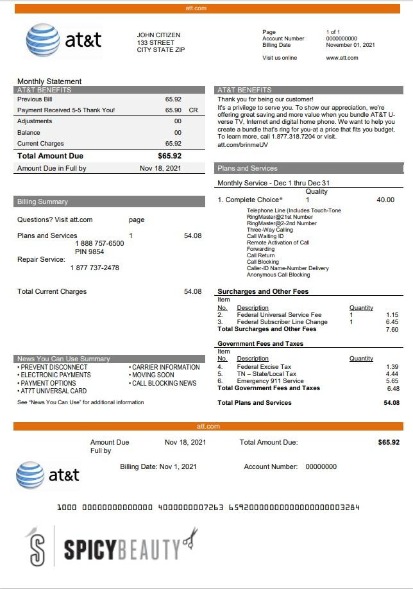 att.com
at&t
JOHN CITIZEN
133 STREET
CITY STATE ZIP
Page 1 of 1
Account Number 0000000000
Billing Date November 01, 2021
Visit us online www.att.com
Monthly Statement
AT&T BENEFITS
Previous Bill 65.92
Payment Received 5-5 Thank You! 65.90 CR
Adjustments 00
Balance 00
Current Charges 65.92
Total Amount Due $65.92
Amount Due in Full by Nov 18, 2021
Billing Summary
Questions? Visit att.com page
Plans and Services 1 54.08
1 888 757-6500
PIN 9854
Repair Service:
1 877 737-2478
Total Current Charges 54.08
News You Can Use Summary
• PREVENT DISCONNECT
• ELECTRONIC PAYMENTS
• PAYMENT OPTIONS
• AT7T UNIVERSAL CARD
• CARRIER INFORMATION
• MOVING SOON
• CALL BLOCKING NEWS
See "News You Can Use" for additional information
AT&T BENEFITS
Thank you for being our customer!
It's a privilege to serve you. To show our appreciation, we're
offering great saving and more value when you bundle AT&T U-
verse TV, Internet and digital home phone. We want to help you
create a bundle that's ring for you-at a price that fits you budget.
To learn more, call 1.877.318.7204 or visit.
att.com/brinmeUV
Plans and Services
Monthly Service - Dec 1 thru Dec 31
Quality
1. Complete Choice* 1 40.00
Telephone Line (Includes Touch-Tone
RingMaster@21st Number
RingMaster@2-2nd Number
Three-Way Calling
Call Waiting ID
Remote Activation of Call
Forwarding
Call Return
Call Blocking
Caller-ID Name-Number Delivery
Anonymous Call Blocking
Surcharges and Other Fees
Item
No. Description Quantity
2. Federal Universal Service Fee 1 1.15
3. Federal Subscriber Line Change 1 6.45
Total Surcharges and Other Fees 7.60
Government Fees and Taxes
Item
No. Description Quantity
4. Federal Excise Tax 1.39
5. TN – State/Local Tax 4.44
6. Emergency 911 Service 5.65
Total Government Fees and Taxes 6.48
Total Plans and Services 54.08
att.com
Amount Due Nov 18, 2021 Total Amount Due: $65.92
Full by
at&t
Billing Date: Nov 1, 2021 Account Number: 00000000
SPICYBEAUTY